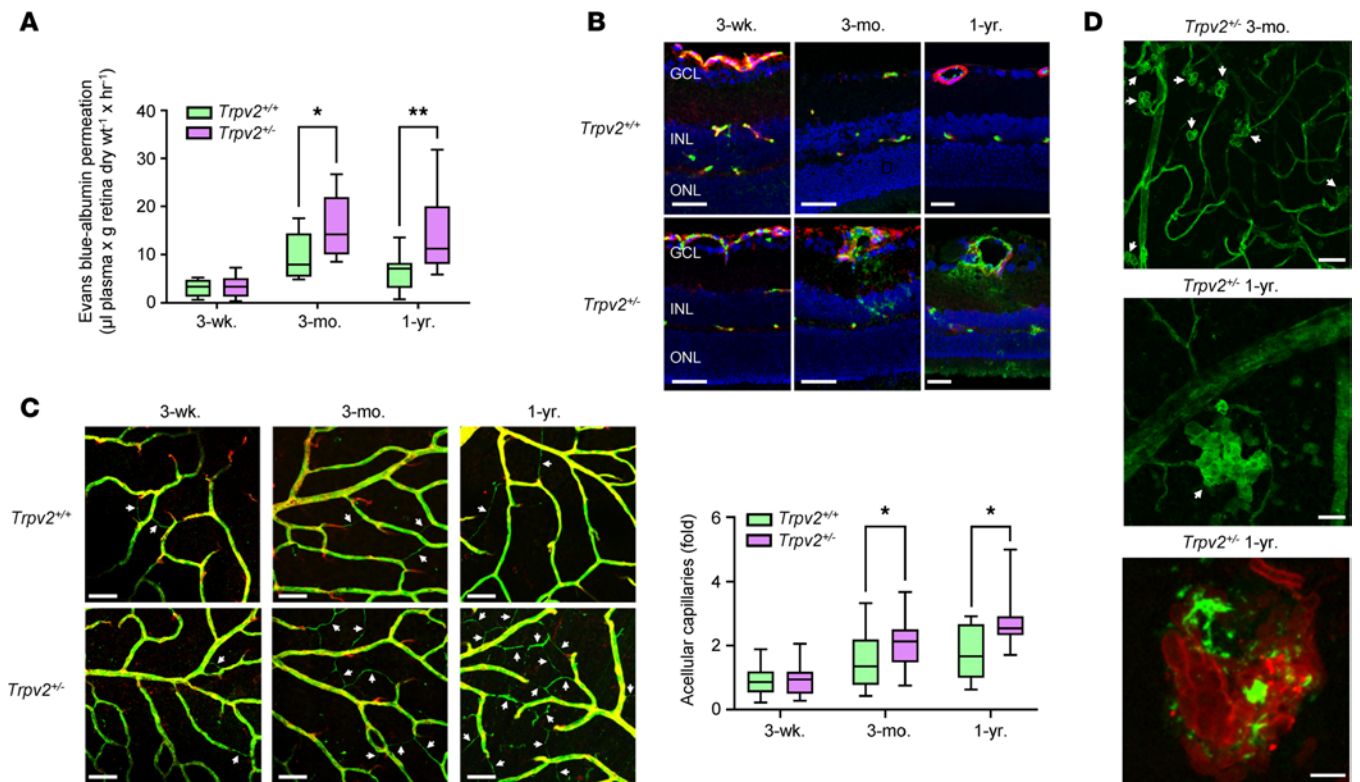 A
3-wk. 3-mo. 1-yr.
B
D
Trpv2+/- 3-mo.
Evans blue-albumin permeation
(µl plasma x g retina dry wt⁻¹ x hr⁻¹)
40
30
20
10
0
Trpv2+/+
Trpv2+/-
*
**
3-wk. 3-mo. 1-yr.
Trpv2+/+
GCL
INL
ONL
Trpv2+/-
GCL
INL
ONL
Trpv2+/- 1-yr.
C
3-wk. 3-mo. 1-yr.
Trpv2+/+
Trpv2+/-
Acellular capillaries (fold)
6
4
2
0
Trpv2+/+
Trpv2+/-
*
*
3-wk. 3-mo. 1-yr.
Trpv2+/- 1-yr.